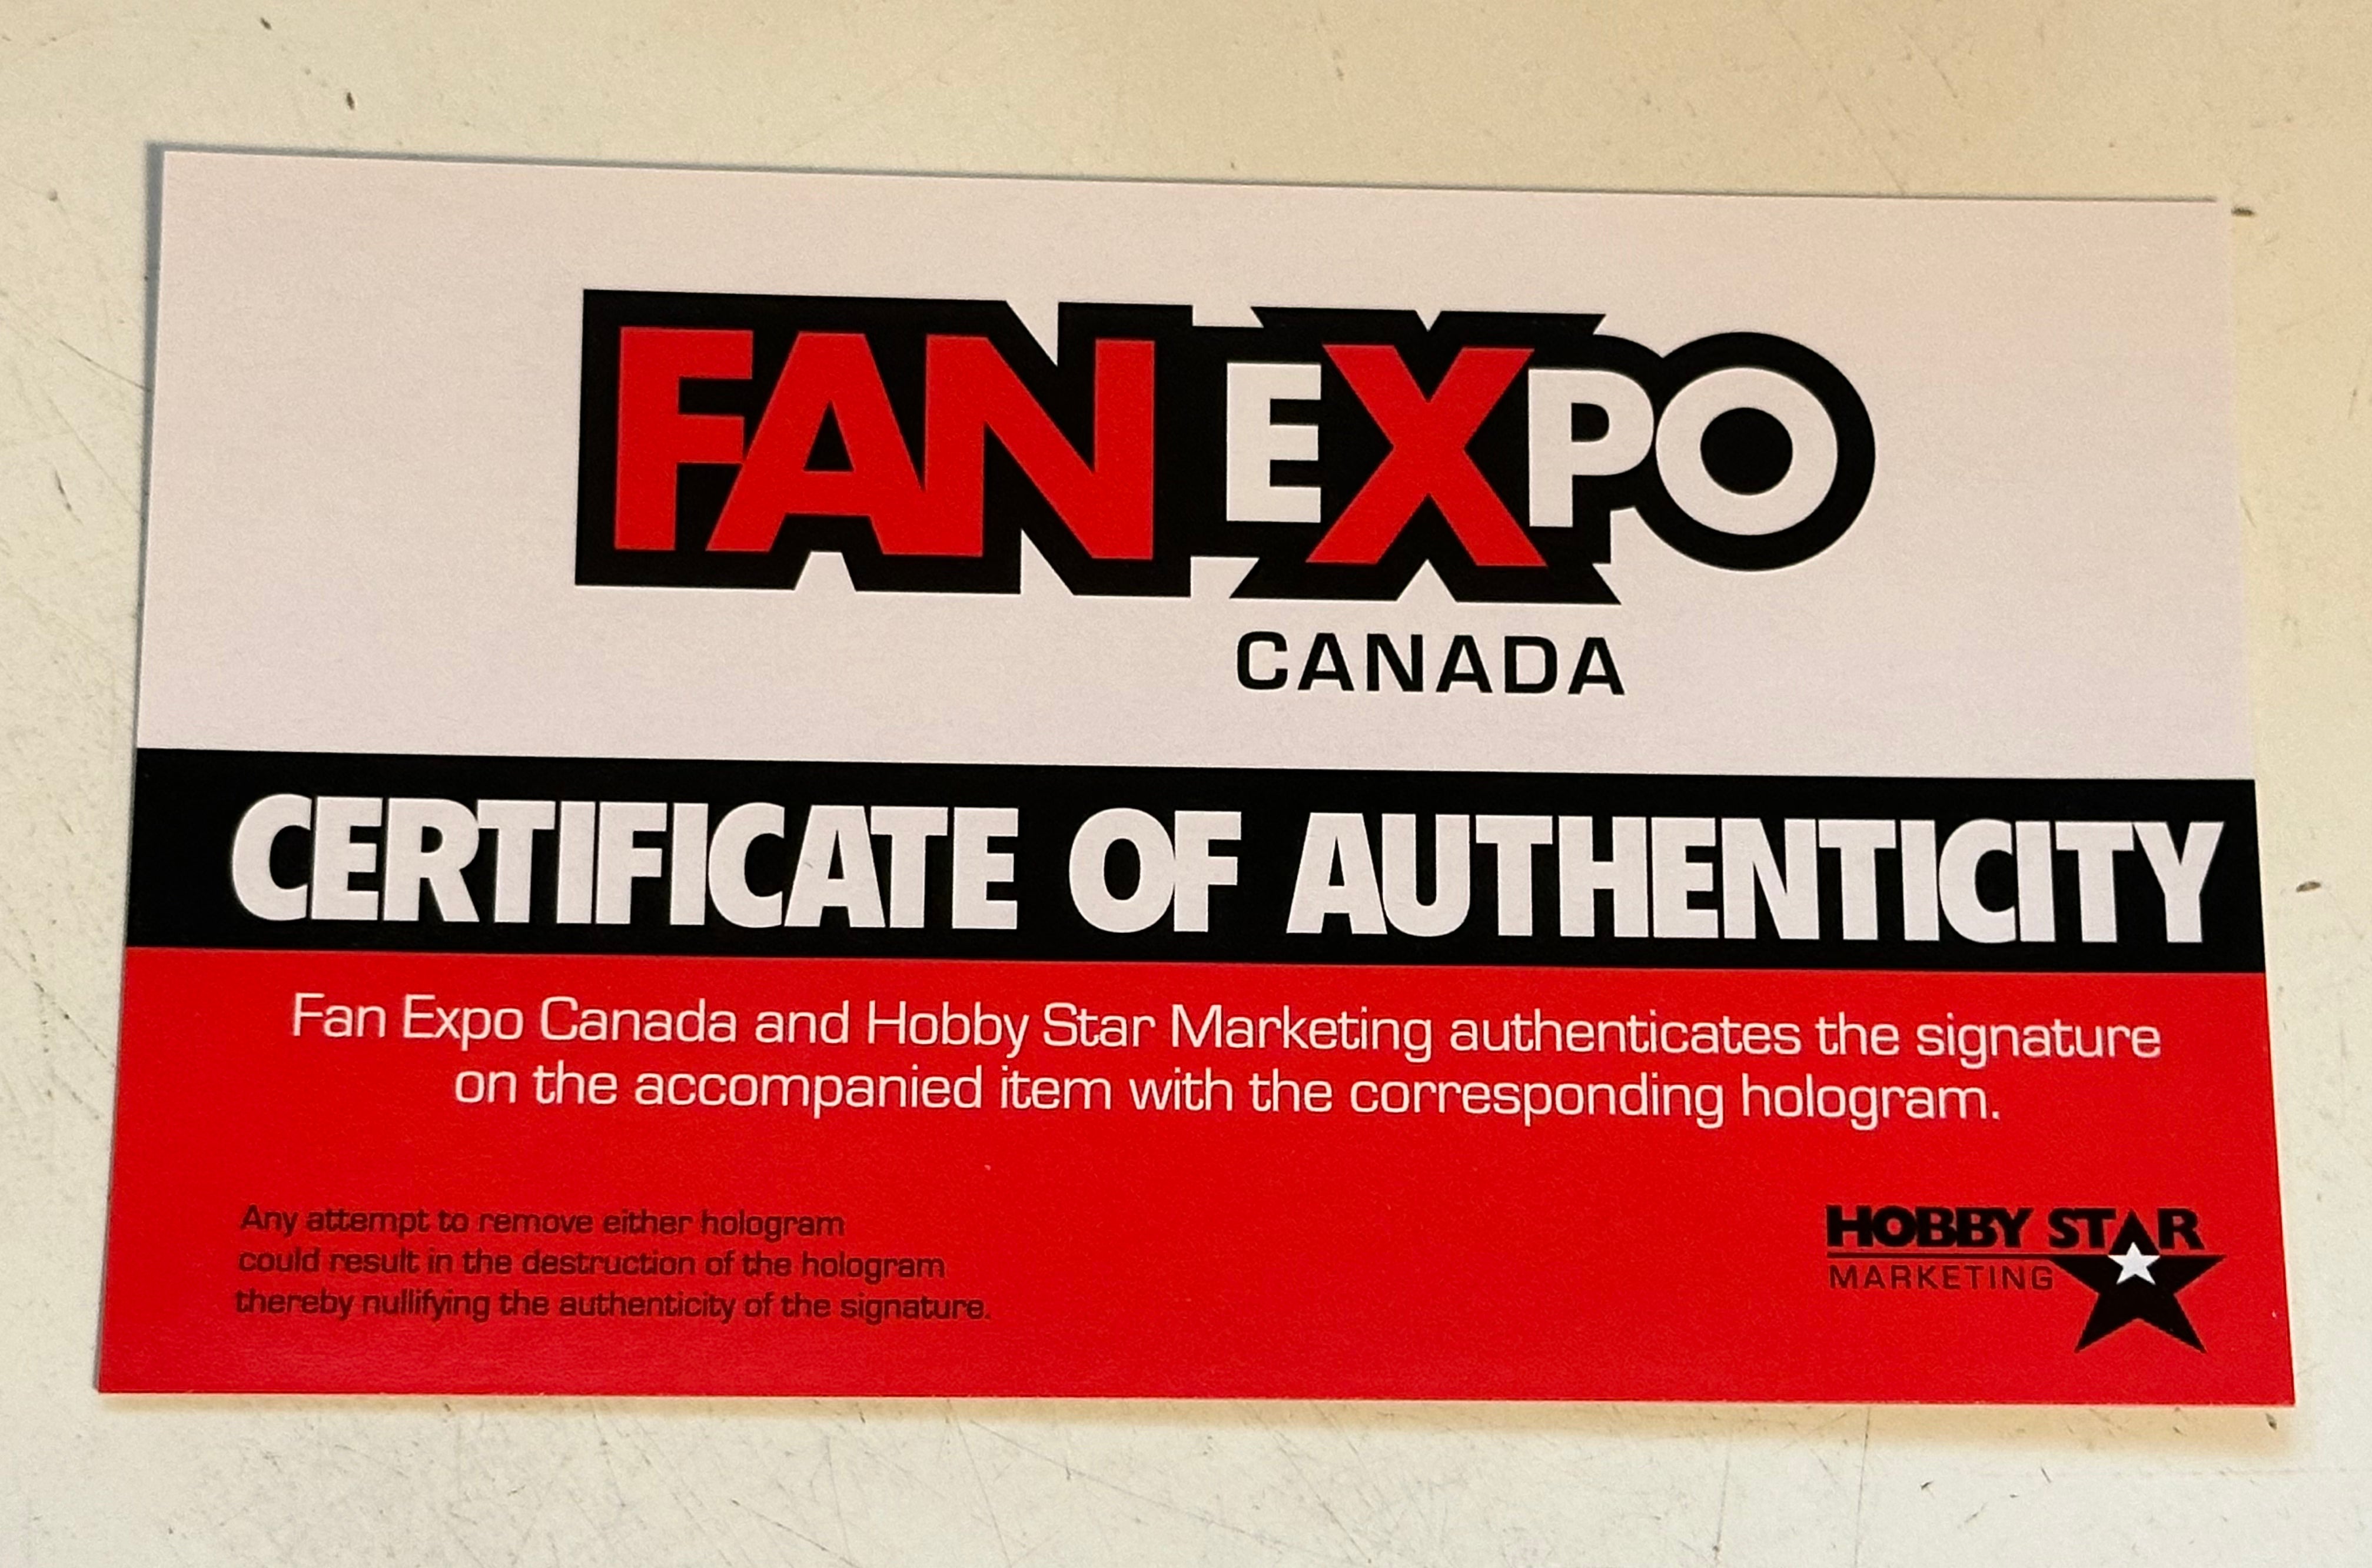 FAN EXPO
CANADA
CERTIFICATE OF AUTHENTICITY
Fan Expo Canada and Hobby Star Marketing authenticates the signature
on the accompanied item with the corresponding hologram.
Any attempt to remove either hologram
could result in the destruction of the hologram
thereby nullifying the authenticity of the signature.
HOBBY STAR
MARKETING